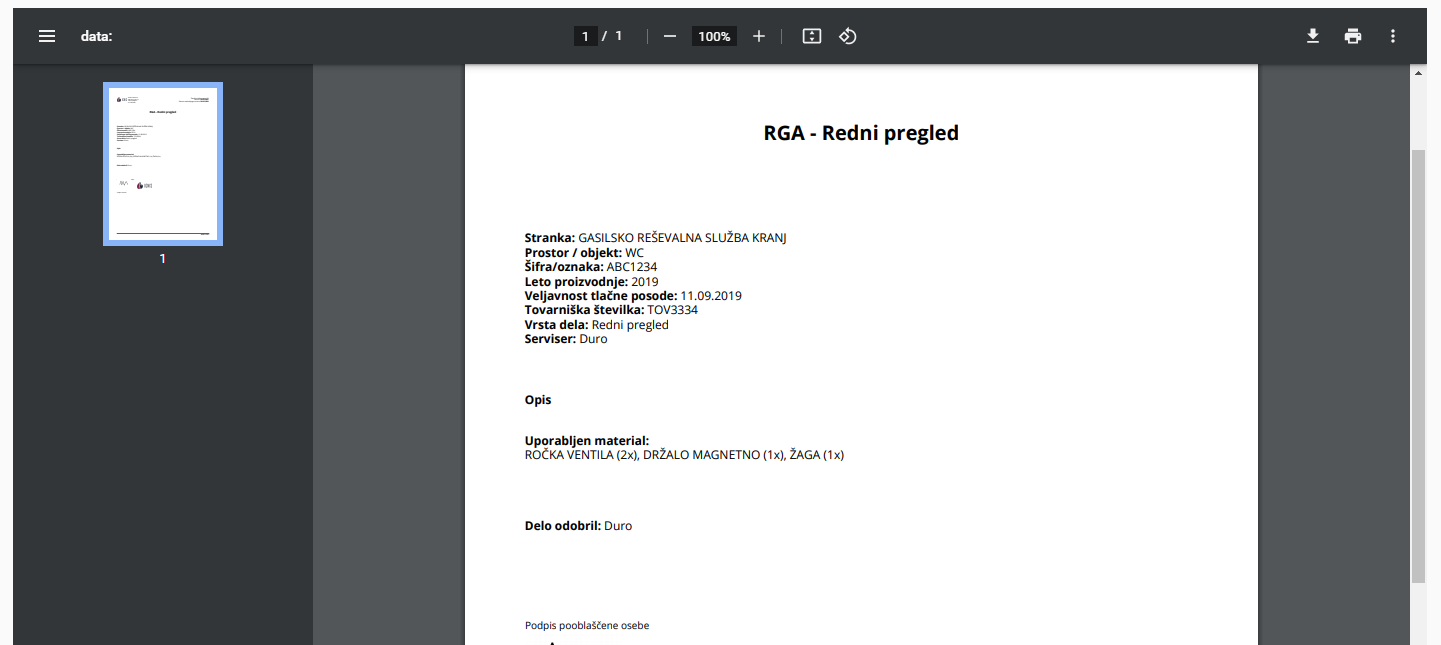 data:
1 / 1
100%
1
RGA - Redni pregled
Stranka: GASILSKO REŠEVALNA SLUŽBA KRANJ
Prostor / objekt: WC
Šifra/oznaka: ABC1234
Leto proizvodnje: 2019
Veljavnost tlačne posode: 11.09.2019
Tovarniška številka: TOV3334
Vrsta dela: Redni pregled
Serviser: Duro
Opis
Uporabljen material:
ROČKA VENTILA (2x), DRŽALO MAGNETNO (1x), ŽAGA (1x)
Delo odobril: Duro
Podpis pooblaščene osebe